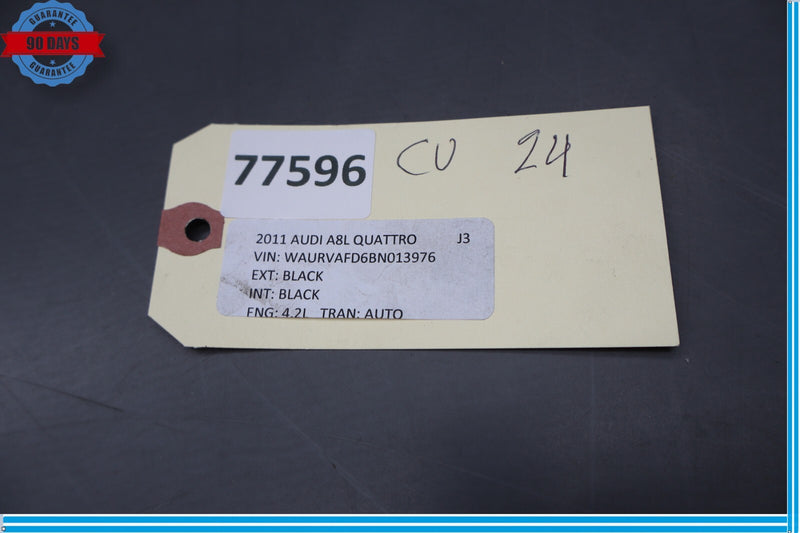 GUARANTEE
90 DAYS
GUARANTEE
77596
CU 24
2011 AUDI A8L QUATTRO J3
VIN: WAURVAFD6BN013976
EXT: BLACK
INT: BLACK
ENG: 4.2L TRAN: AUTO